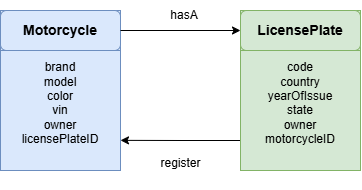 hasA
Motorcycle
LicensePlate
brand
model
color
vin
owner
licensePlateID
code
country
yearOfIssue
state
owner
motorcycleID
register